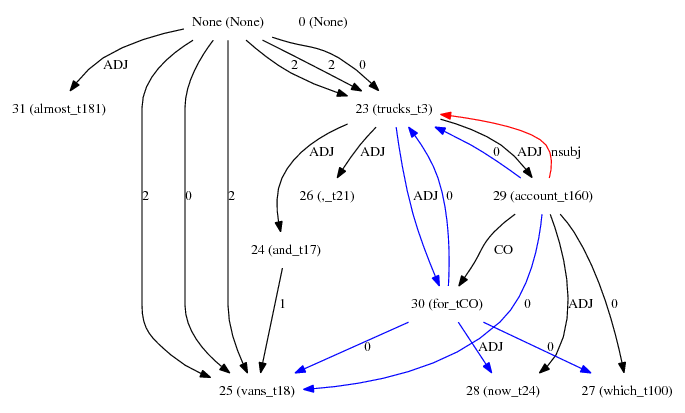 None (None) 0 (None)
ADJ 2 2 0
31 (almost_t181) 23 (trucks_t3)
ADJ ADJ 0 ADJ nsubj
2 0 2 26 (,_t21) ADJ 0 29 (account_t160)
24 (and_t17) CO
1 30 (for_tCO) 0 ADJ 0
0 ADJ 0
25 (vans_t18) 28 (now_t24) 27 (which_t100)